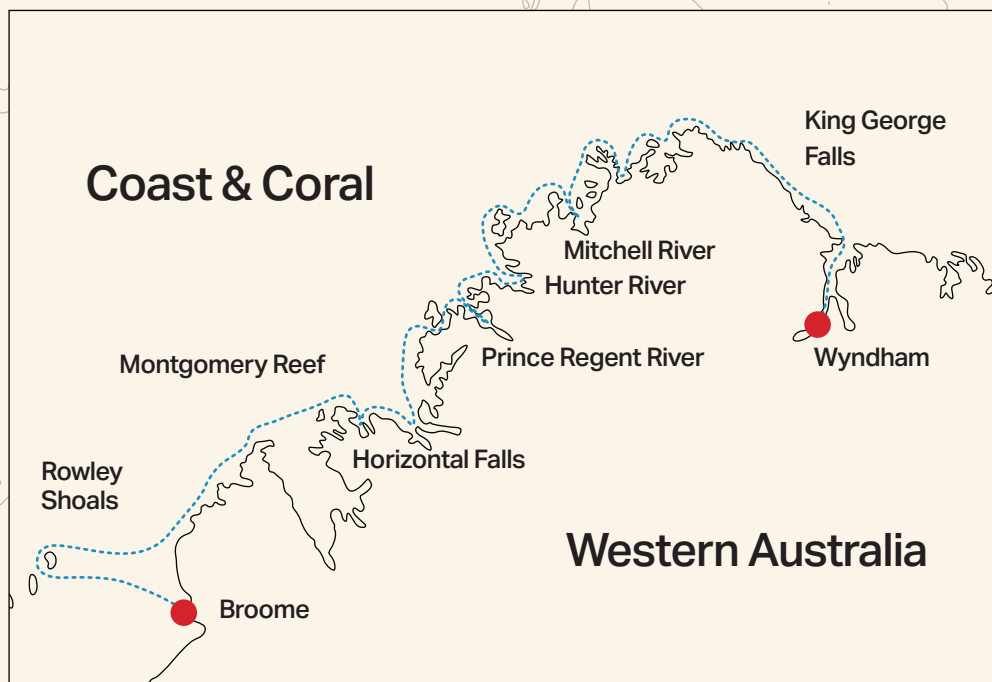 King George
Falls
Coast & Coral
Mitchell River
Hunter River
Prince Regent River
Wyndham
Montgomery Reef
Horizontal Falls
Rowley
Shoals
Western Australia
Broome